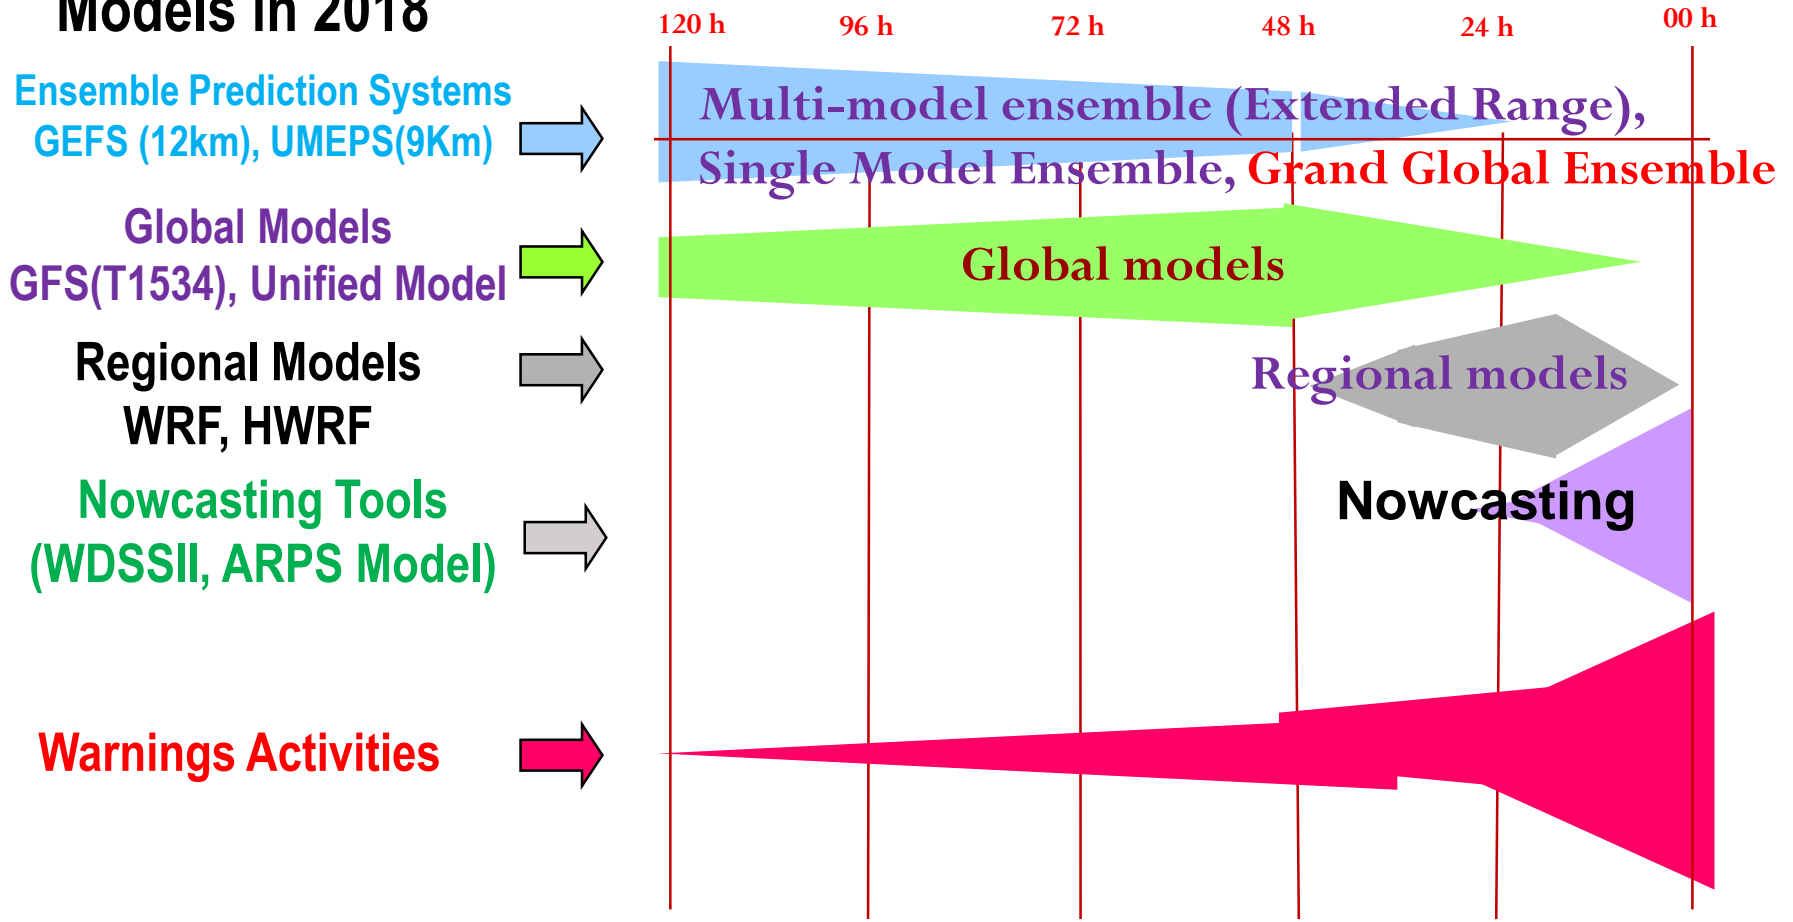 Models in 2018
120 h 96 h 72 h 48 h 24 h 00 h
Ensemble Prediction Systems
GEFS (12km), UMEPS(9Km)
Multi-model ensemble (Extended Range),
Single Model Ensemble, Grand Global Ensemble
Global Models
GFS(T1534), Unified Model
Global models
Regional Models
WRF, HWRF
Regional models
Nowcasting Tools
(WDSSII, ARPS Model)
Nowcasting
Warnings Activities